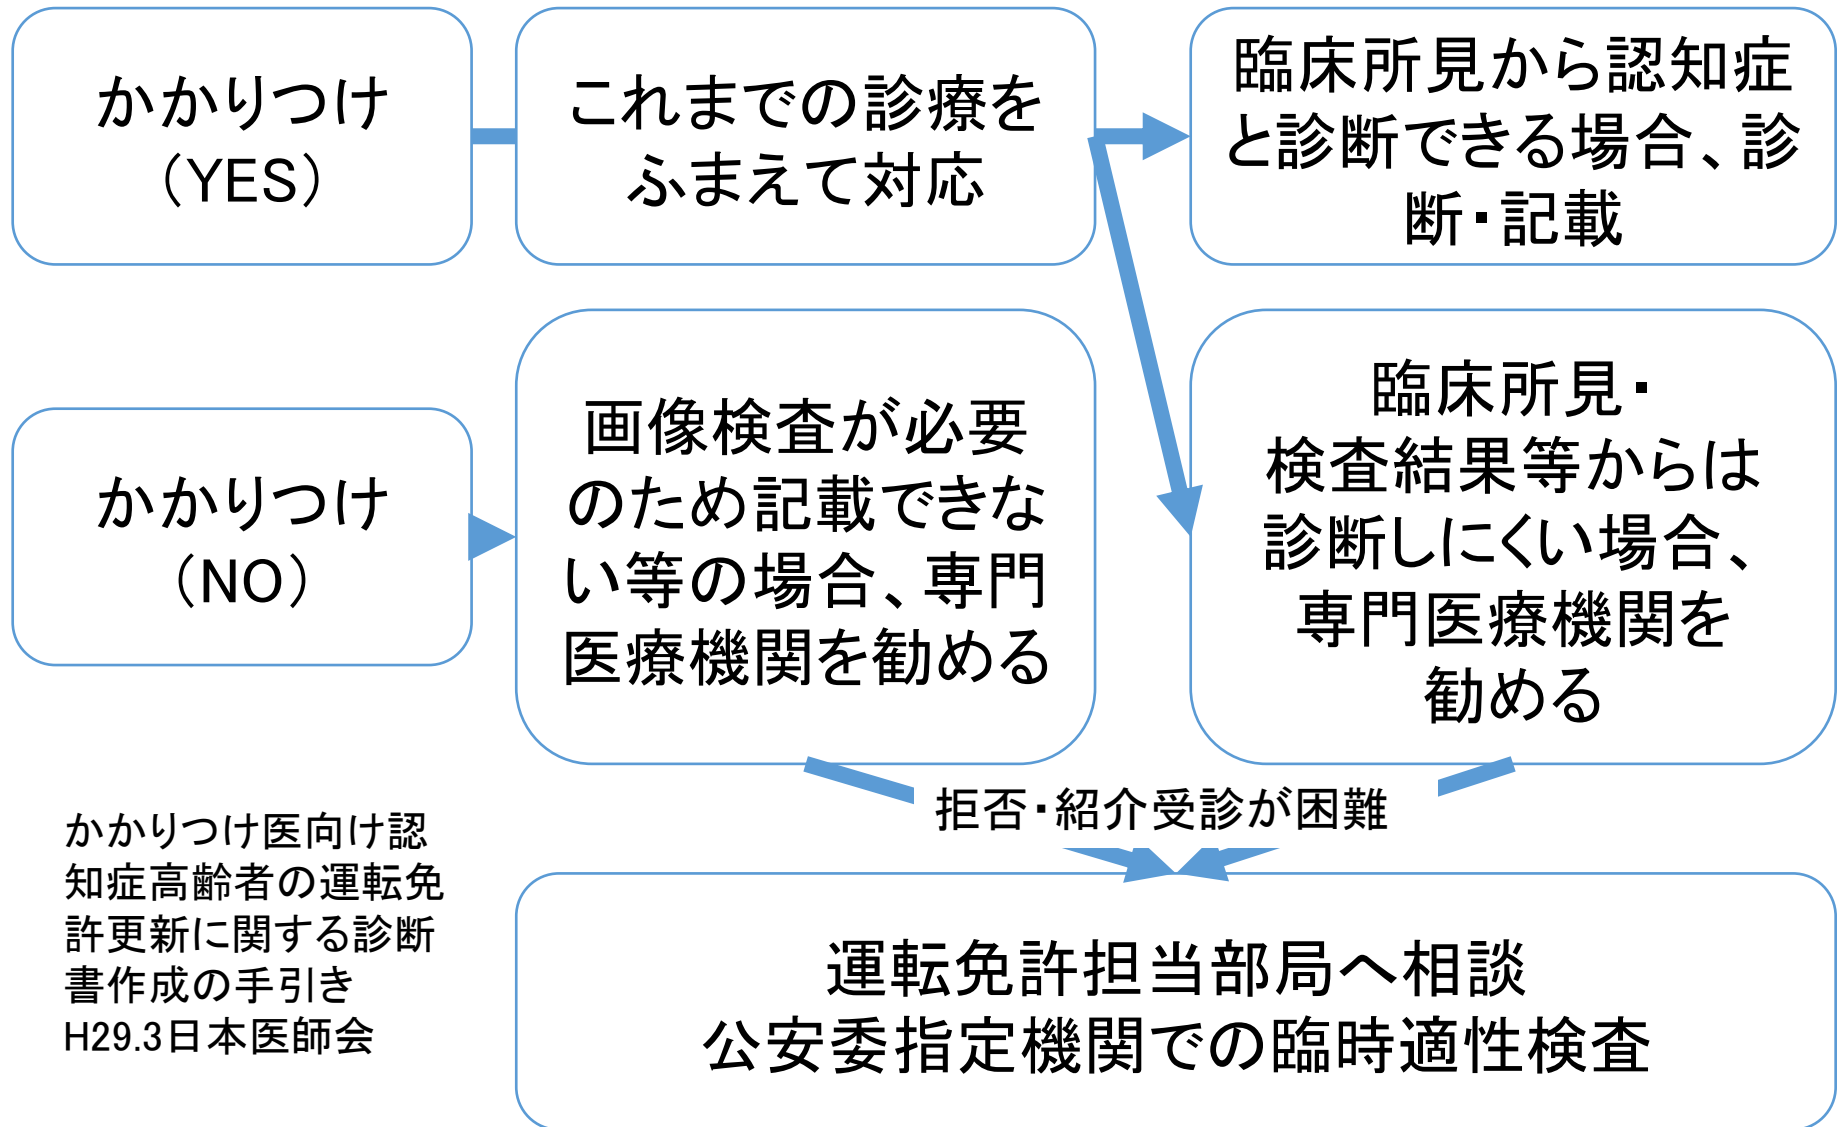 かかりつけ
（YES）
これまでの診療を
ふまえて対応
臨床所見から認知症
と診断できる場合、診
断・記載
かかりつけ
（NO）
画像検査が必要
のため記載できな
い等の場合、専門
医療機関を勧める
臨床所見・
検査結果等からは
診断しにくい場合、
専門医療機関を
勧める
拒否・紹介受診が困難
かかりつけ医向け認
知症高齢者の運転免
許更新に関する診断
書作成の手引き
H29.3日本医師会
運転免許担当部局へ相談
公安委指定機関での臨時適性検査